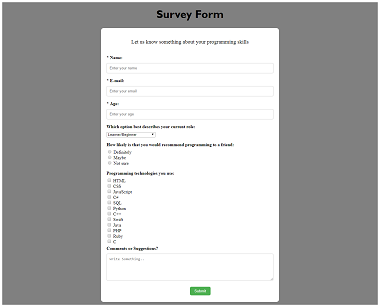 Survey Form
Let us know something about your programming skills
* Name:
Enter your name
* E-mail:
Enter your email
* Age:
Enter your age
Which option best describes your current role:
Learner/Beginner
How likely is that you would recommend programming to a friend:
Definitely
Maybe
Not sure
Programming technologies you use:
HTML
CSS
JavaScript
C#
SQL
Python
C++
Swift
Java
PHP
Ruby
C
Comments or Suggestions?
Write something..
Submit